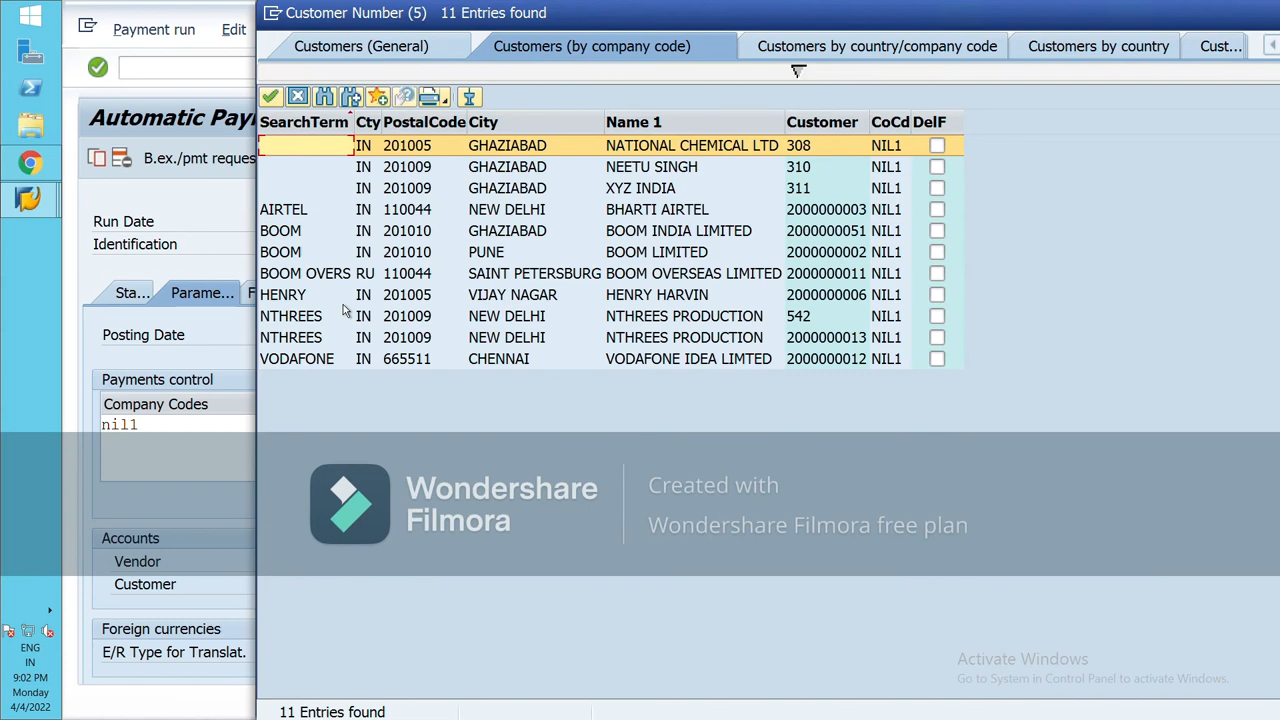 Customer Number (5) 11 Entries found
Payment run Edit
Customers (General) Customers (by company code) Customers by country/company code Customers by country Cust...
Automatic Pay
B.ex./pmt reques
SearchTerm Cty PostalCode City Name 1 Customer CoCd DelF
IN 201005 GHAZIABAD NATIONAL CHEMICAL LTD 308 NIL1
IN 201009 GHAZIABAD NEETU SINGH 310 NIL1
IN 201009 GHAZIABAD XYZ INDIA 311 NIL1
AIRTEL IN 110044 NEW DELHI BHARTI AIRTEL 2000000003 NIL1
BOOM IN 201010 GHAZIABAD BOOM INDIA LIMITED 2000000051 NIL1
BOOM IN 201010 PUNE BOOM LIMITED 2000000002 NIL1
BOOM OVERS RU 110044 SAINT PETERSBURG BOOM OVERSEAS LIMITED 2000000011 NIL1
HENRY IN 201005 VIJAY NAGAR HENRY HARVIN 2000000006 NIL1
NTHREES IN 201009 NEW DELHI NTHREES PRODUCTION 542 NIL1
NTHREES IN 201009 NEW DELHI NTHREES PRODUCTION 2000000013 NIL1
VODAFONE IN 665511 CHENNAI VODAFONE IDEA LIMTED 2000000012 NIL1
Run Date
Identification
Sta... Parame... F
Posting Date
Payments control
Company Codes
nil1
Wondershare
Filmora
Created with
Wondershare Filmora free plan
Accounts
Vendor
Customer
Foreign currencies
E/R Type for Translat.
ENG
IN
9:02 PM
Monday
4/4/2022
Activate Windows
Go to System in Control Panel to activate Windows.
11 Entries found